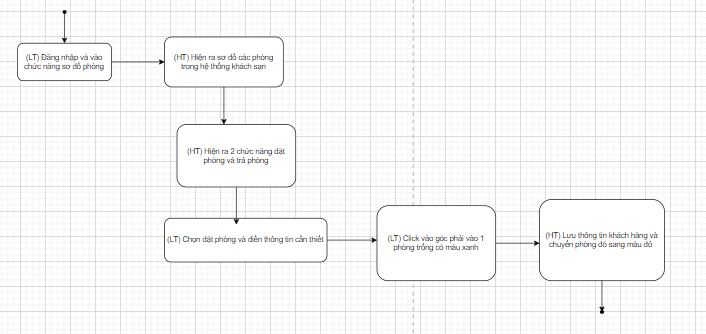 (LT) Đăng nhập và vào
chức năng sơ đồ phòng
(HT) Hiện ra sơ đồ các phòng
trong hệ thống khách sạn
(HT) Hiện ra 2 chức năng đặt
phòng và trả phòng
(LT) Chọn đặt phòng và điền thông tin cần thiết
(LT) Click vào góc phải vào 1
phòng trống có màu xanh
(HT) Lưu thông tin khách hàng và
chuyển phòng đó sang màu đỏ